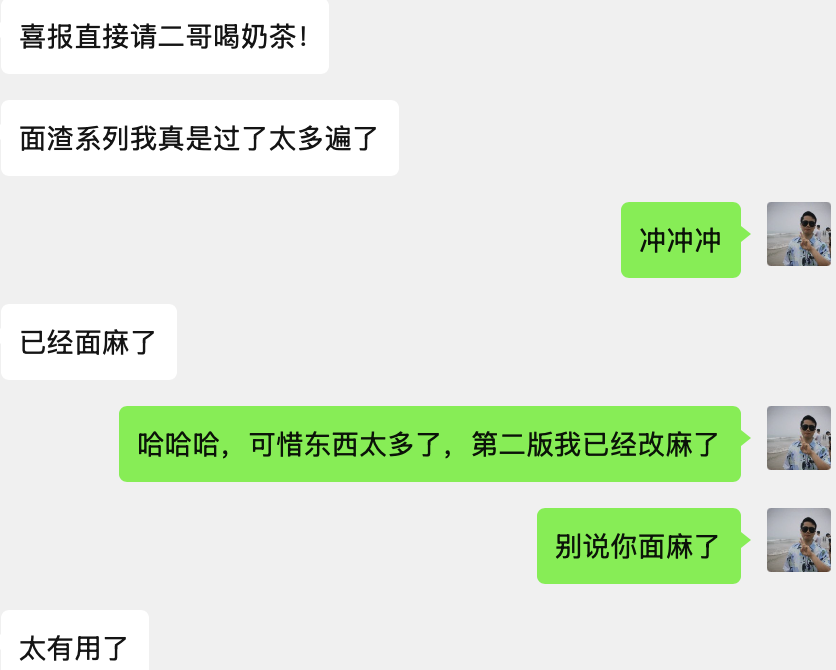 喜报直接请二哥喝奶茶！
面渣系列我真是过了太多遍了
冲冲冲
已经面麻了
哈哈哈，可惜东西太多了，第二版我已经改麻了
别说你面麻了
太有用了